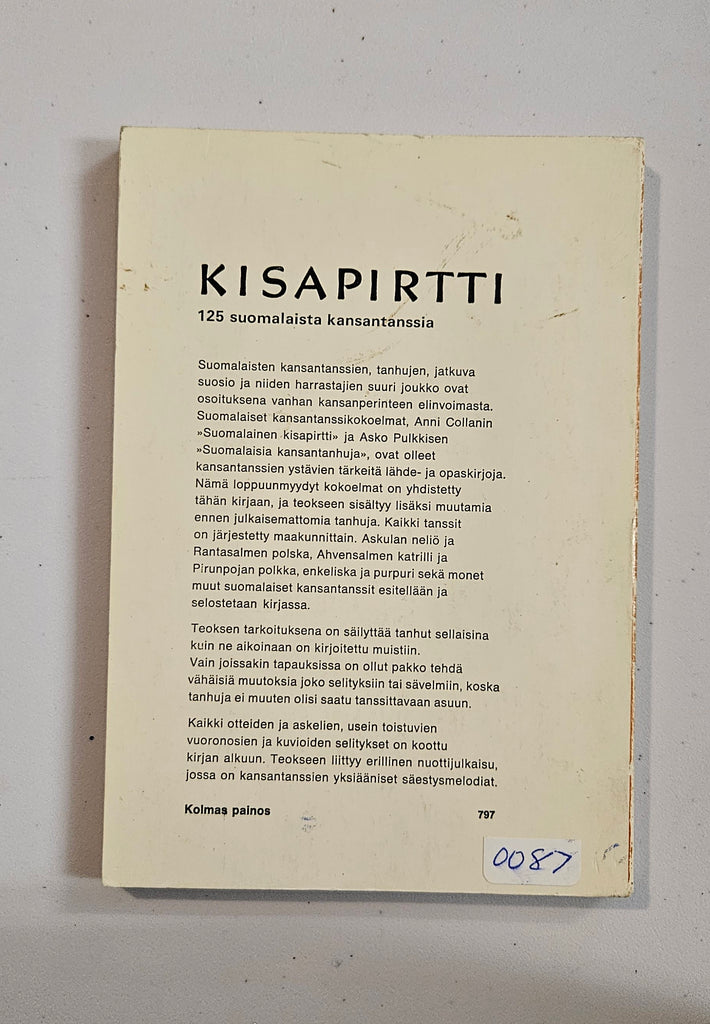 KISAPIRTTI
125 suomalaista kansantanssia
Suomalaisten kansantanssien, tanhujen, jatkuva
suosio ja niiden harrastajien suuri joukko ovat
osoituksena vanhan kansanperinteen elinvoimasta.
Suomalaiset kansantanssikokoelmat, Anni Collanin
»Suomalainen kisapirtti» ja Asko Pulkkisen
»Suomalaisia kansantanhuja», ovat olleet
kansantanssien ystävien tärkeitä lähde- ja opaskirjoja.
Nämä loppuunmyydyt kokoelmat on yhdistetty
tähän kirjaan, ja teokseen sisältyy lisäksi muutamia
ennen julkaisemattomia tanhuja. Kaikki tanssit
on järjestetty maakunnittain. Askulan neliö ja
Rantasalmen polska, Ahvensalmen katrilli ja
Pirunpojan polkka, enkeliska ja purpuri sekä monet
muut suomalaiset kansantanssit esitellään ja
selostetaan kirjassa.
Teoksen tarkoituksena on säilyttää tanhut sellaisina
kuin ne aikoinaan on kirjoitettu muistiin.
Vain joissakin tapauksissa on ollut pakko tehdä
vähäisiä muutoksia joko selityksiin tai sävelmiin, koska
tanhuja ei muuten olisi saatu tanssittavaan asuun.
Kaikki otteiden ja askelien, usein toistuvien
vuoronosien ja kuvioiden selitykset on koottu
kirjan alkuun. Teokseen liittyy erillinen nuottijulkaisu,
jossa on kansantanssien yksiääniset säestysmelodiat.
Kolmas painos
797
0087